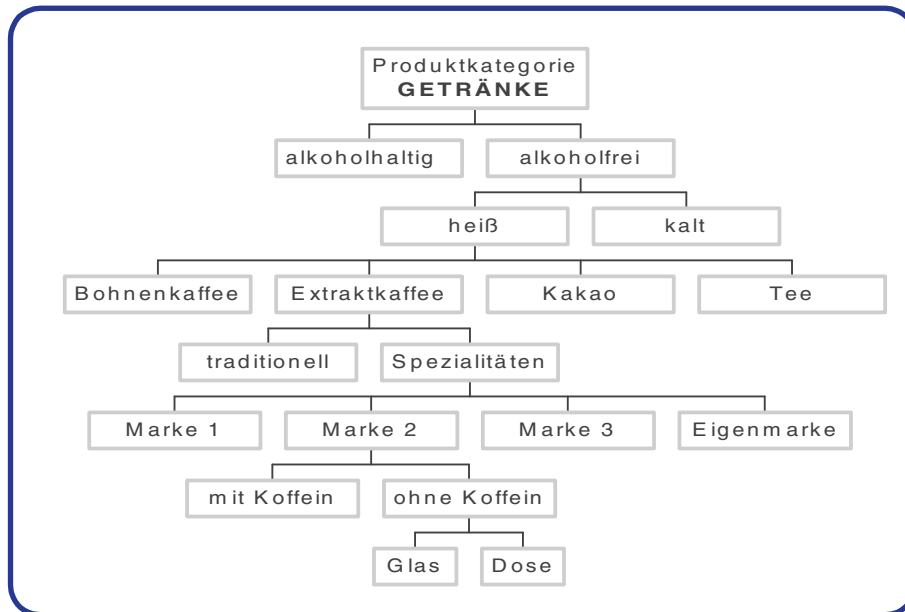 Produktkategorie
GETRÄNKE
alkoholhaltig
alkoholfrei
heiß
kalt
Bohnenkaffee
Extraktkaffee
Kakao
Tee
traditionell
Spezialitäten
Marke 1
Marke 2
Marke 3
Eigenmarke
mit Koffein
ohne Koffein
Glas
Dose